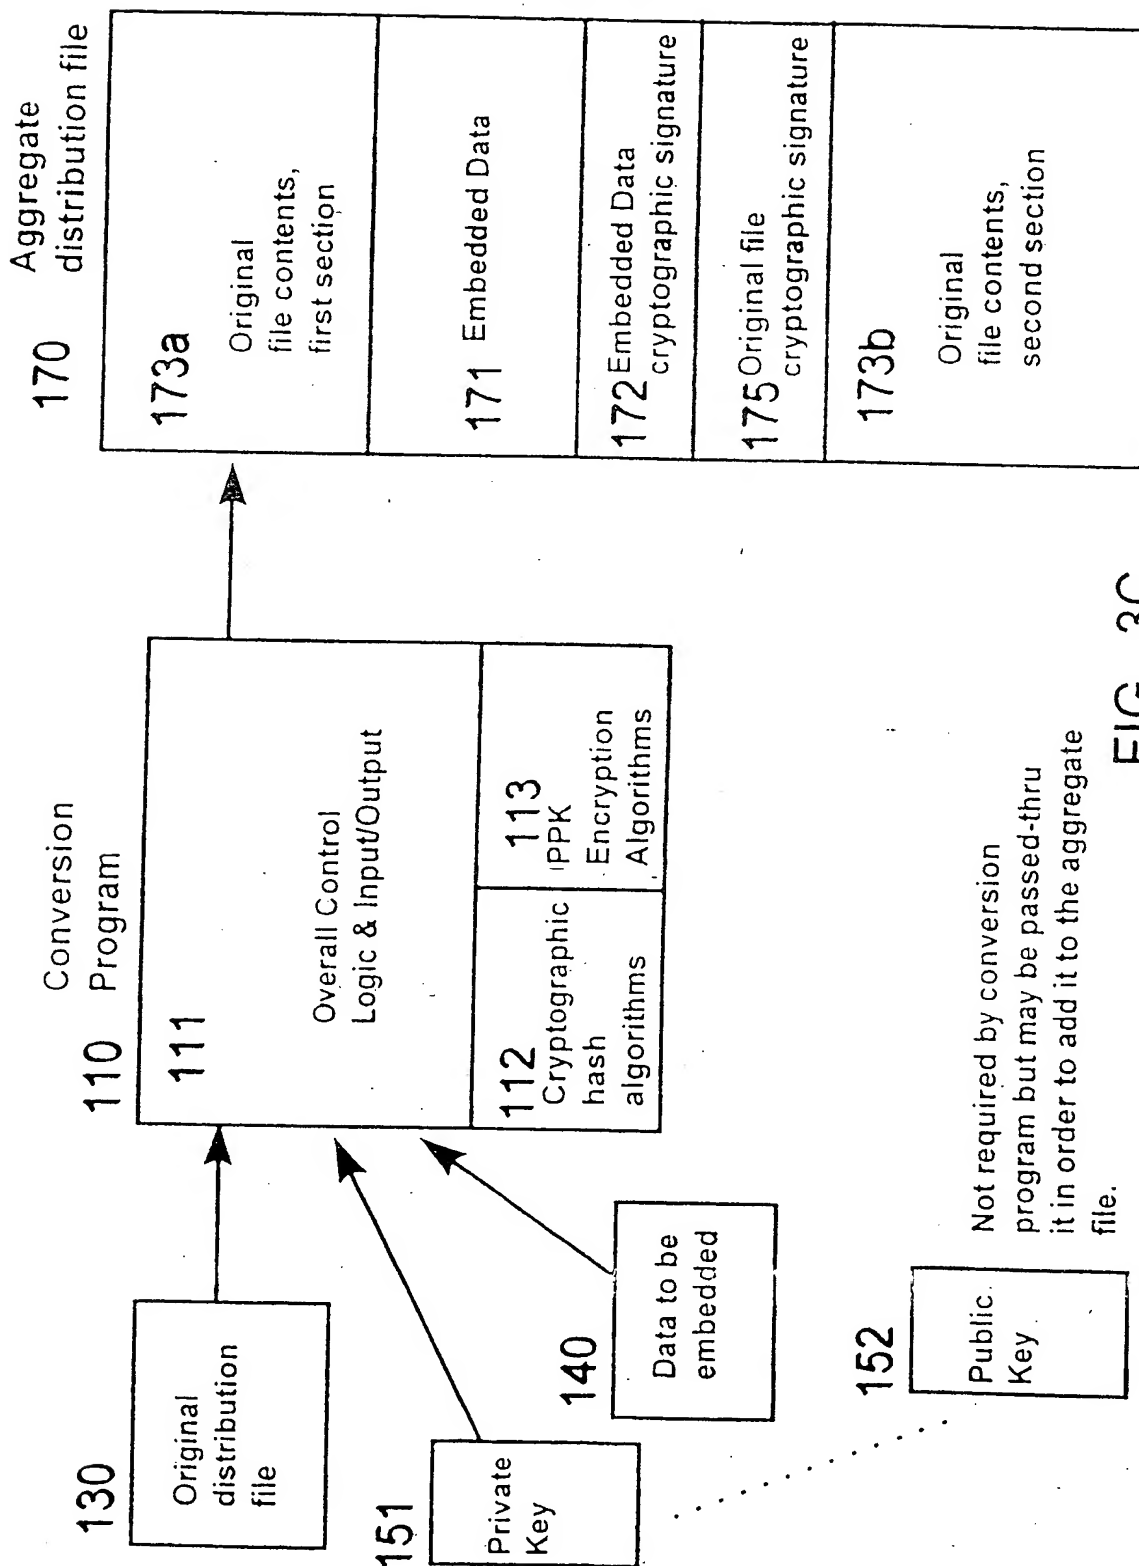 130
Original
distribution
file
151
Private
Key
140
Data to be
embedded
152
Public
Key
Not required by conversion
program but may be passed-thru
it in order to add it to the aggregate
file.
110
Conversion
Program
111
Overall Control
Logic & Input/Output
112
Cryptographic
hash
algorithms
113
PPK
Encryption
Algorithms
170
Aggregate
distribution file
173a
Original
file contents,
first section
171 Embedded Data
172 Embedded Data
cryptographic signature
175 Original file
cryptographic signature
173b
Original
file contents,
second section
FIG. 3C